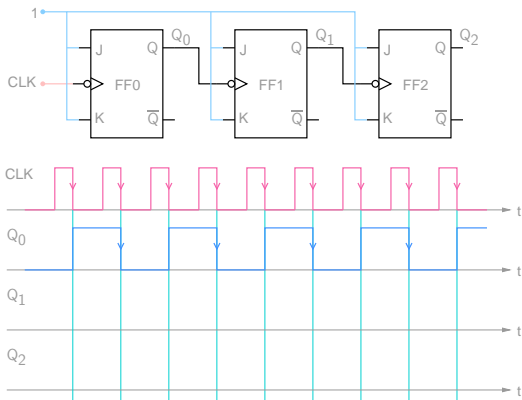 1
J Q Q0 J Q Q1 J Q Q2
CLK FF0 FF1 FF2
K Q̅ K Q̅ K Q̅
CLK
t
Q0
t
Q1
t
Q2
t